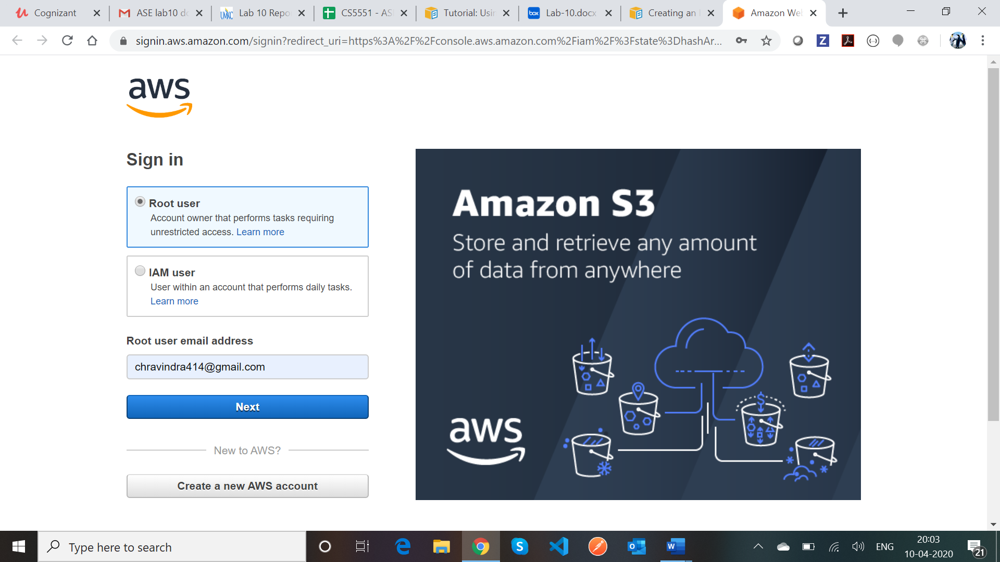 Cognizant
ASE lab10 do
Lab 10 Repo
CS5551 - AS
Tutorial: Usin
Lab-10.docx
Creating an
Amazon We
signin.aws.amazon.com/signin?redirect_uri=https%3A%2F%2Fconsole.aws.amazon.com%2Fiam%2F%3Fstate%3DhashAr...
aws
Sign in
Root user
Account owner that performs tasks requiring
unrestricted access. Learn more
IAM user
User within an account that performs daily tasks.
Learn more
Root user email address
chravindra414@gmail.com
Next
New to AWS?
Create a new AWS account
Amazon S3
Store and retrieve any amount
of data from anywhere
aws
Type here to search
ENG
20:03
10-04-2020
21